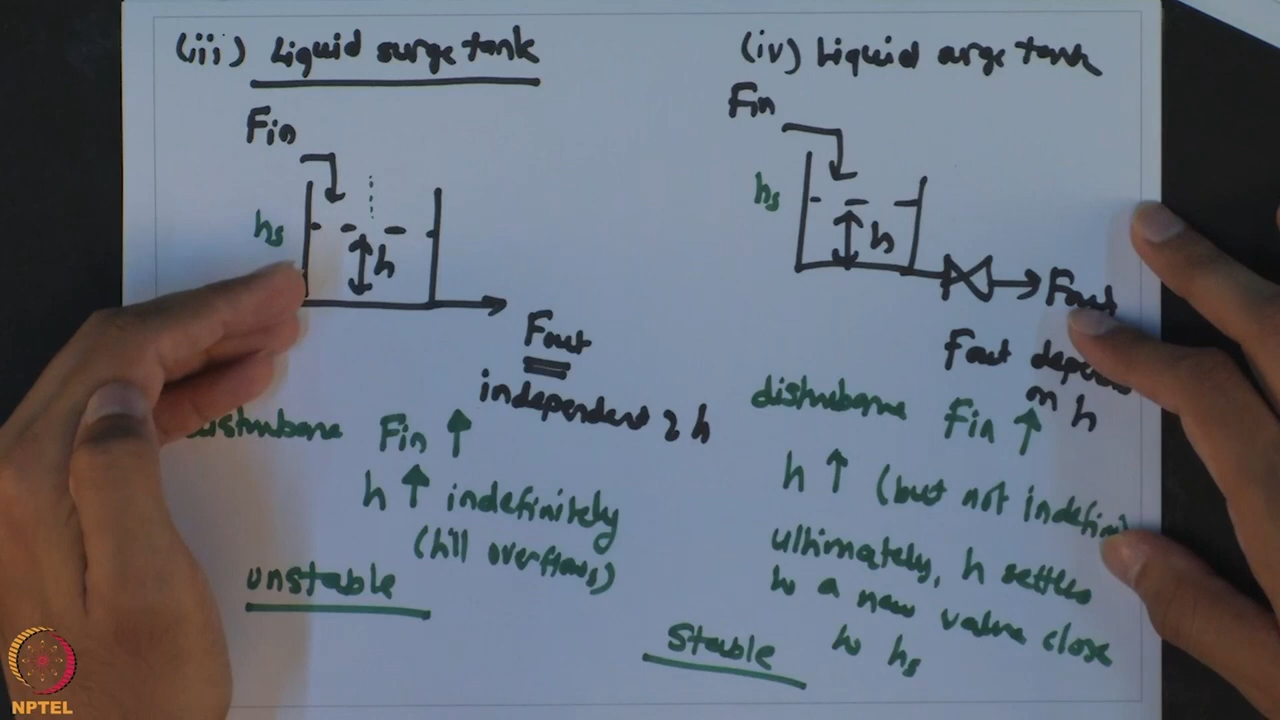 (iii) Liquid surge tank
Fin
hs
h
Fout
independent of h
disturbance Fin ↑
h ↑ indefinitely
(till overflows)
unstable
(iv) Liquid surge tank
Fin
hs
h
Fout
Fout depends
on h
disturbance Fin ↑
h ↑ (but not indefini
ultimately, h settles
to a new value close
to hs
Stable
NPTEL